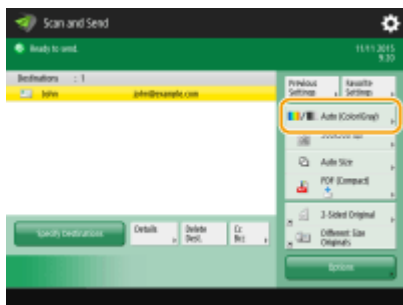 Scan and Send
Ready to send.
11/11 2015
9:30
Destinations : 1
John john@example.com
Previous Settings
Favorite Settings
Auto (Color/Gray)
Auto Size
PDF (Compact)
2-Sided Original
Different Size Originals
Specify Destinations
Details
Delete Dest.
Cc Bcc
Options